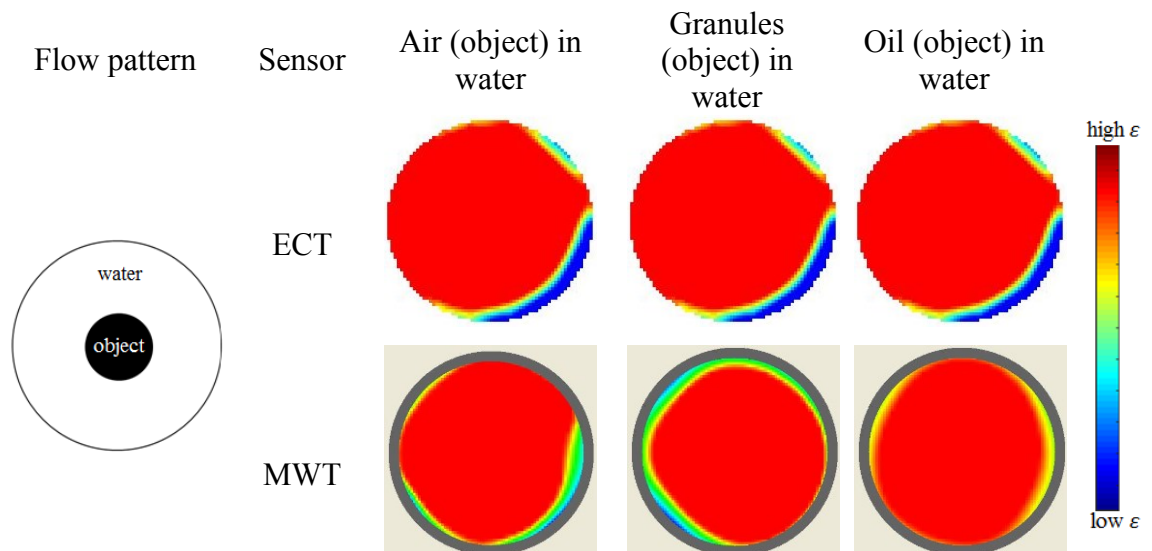 Flow pattern
Sensor
Air (object) in
water
Granules
(object) in
water
Oil (object) in
water
high ε
water
object
ECT
MWT
low ε